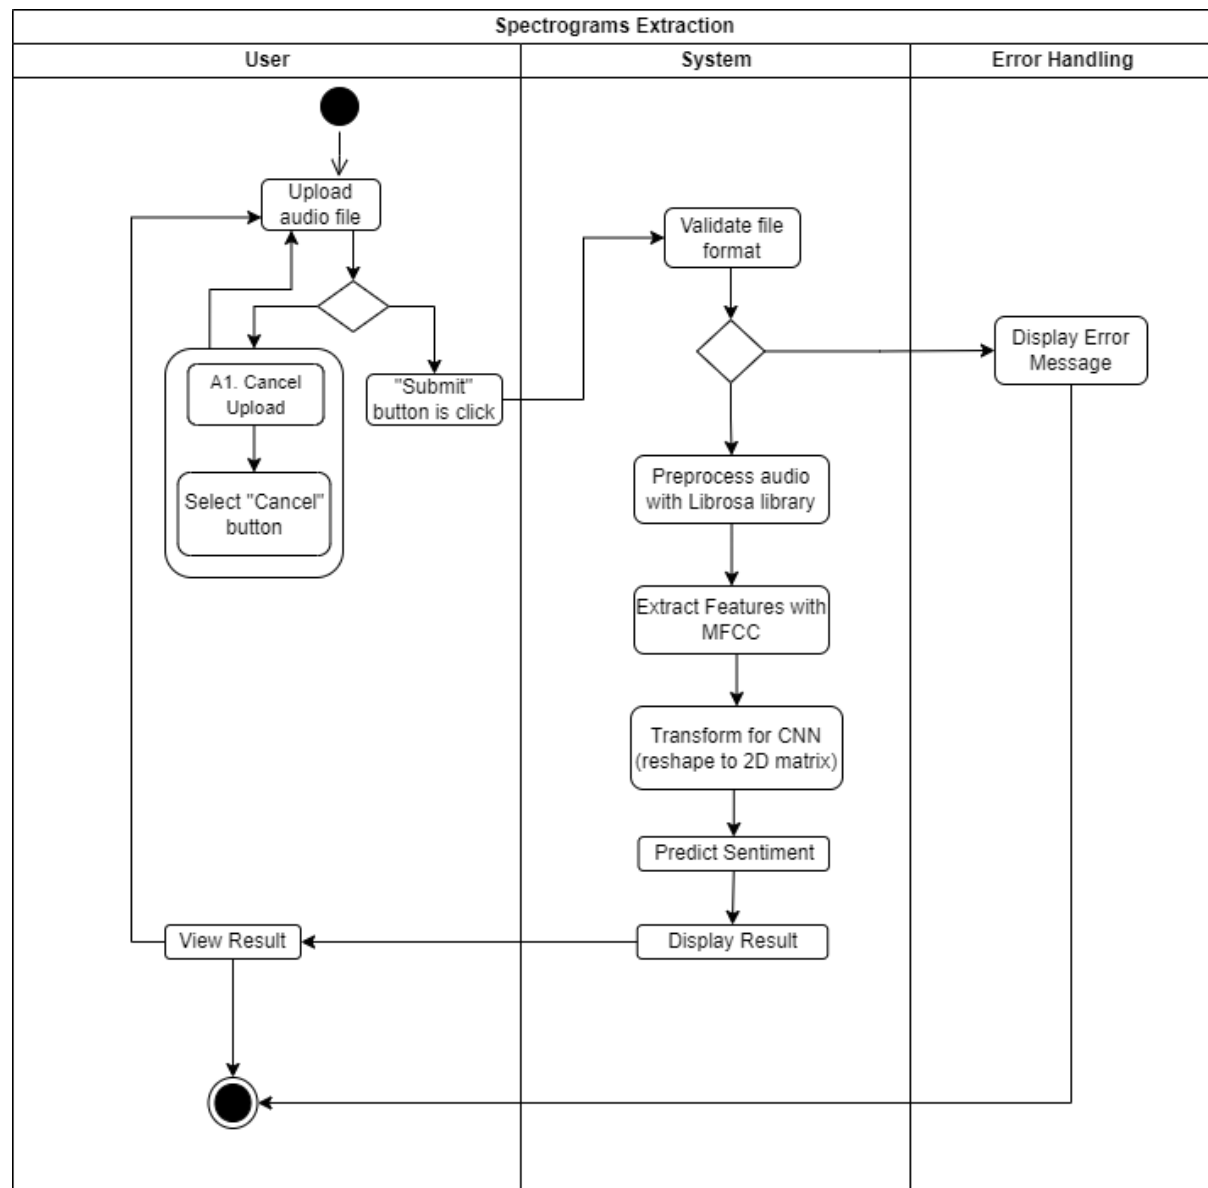 Spectrograms Extraction
User
System
Error Handling
Upload
audio file
Validate file
format
Display Error
Message
A1. Cancel
Upload
"Submit"
button is click
Select "Cancel"
button
Preprocess audio
with Librosa library
Extract Features with
MFCC
Transform for CNN
(reshape to 2D matrix)
Predict Sentiment
View Result
Display Result